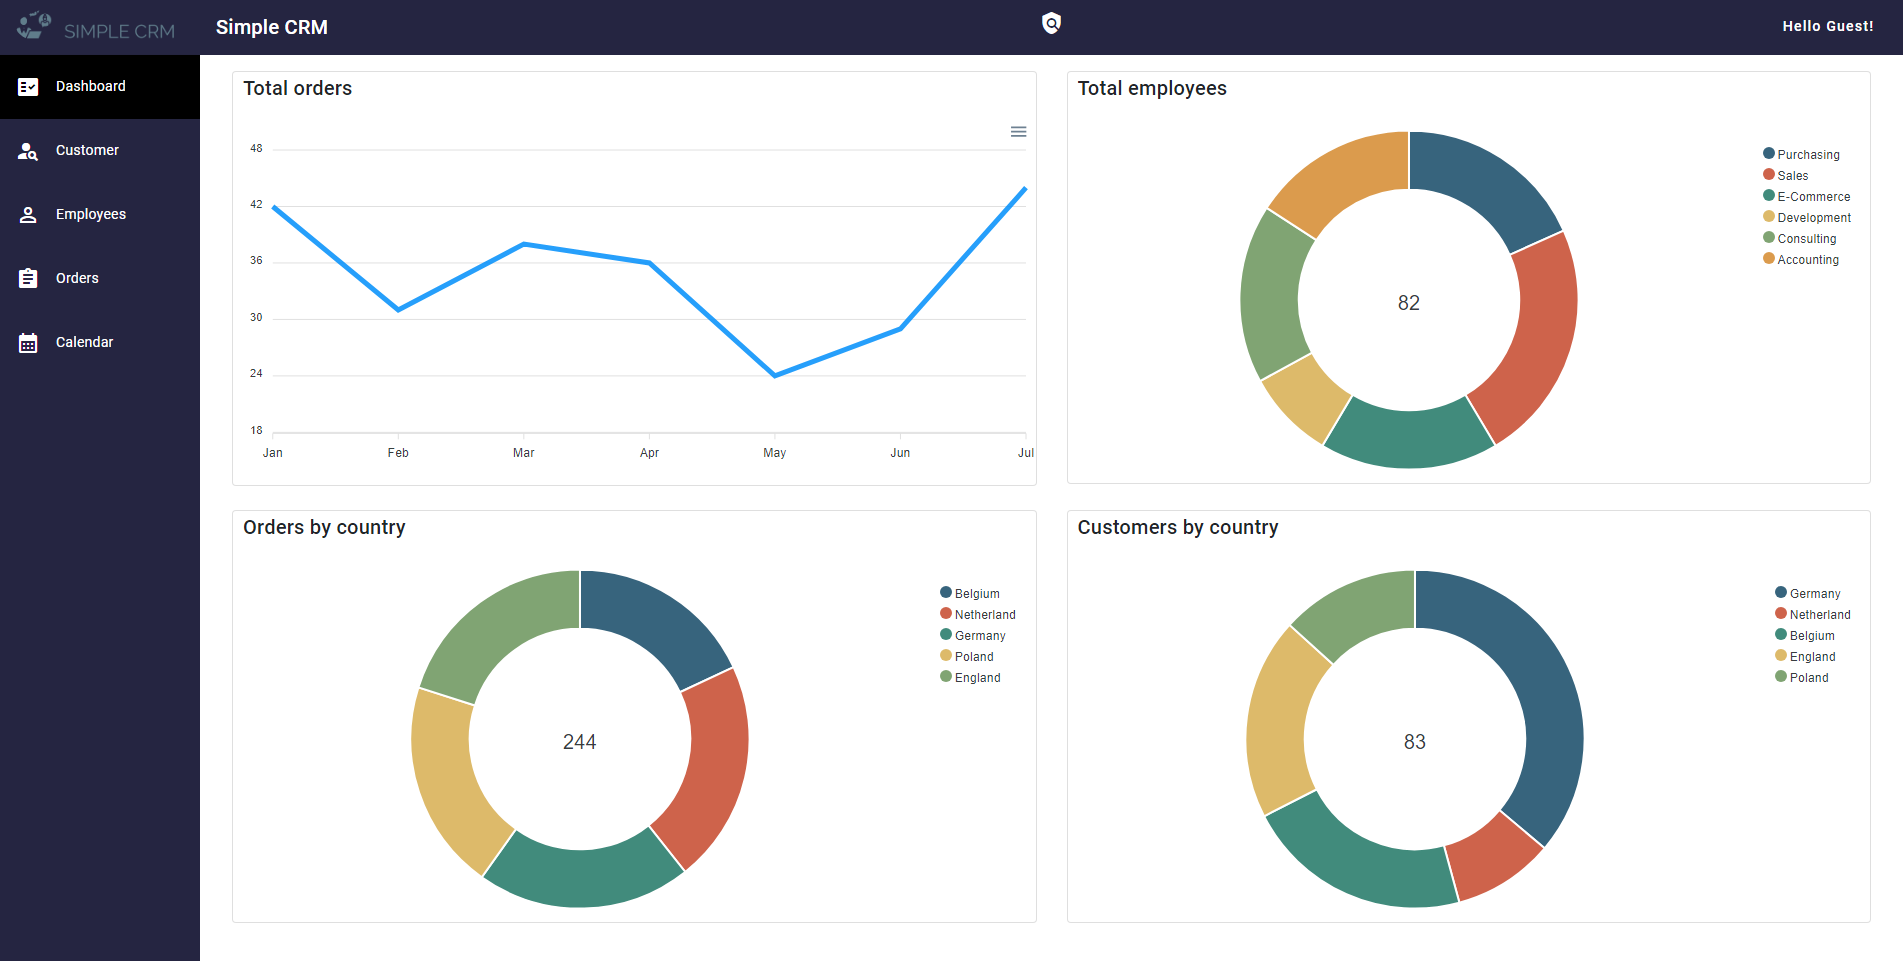 SIMPLE CRM
Simple CRM
Hello Guest!
Dashboard
Customer
Employees
Orders
Calendar
Total orders
48
42
36
30
24
18
Jan Feb Mar Apr May Jun Jul
Total employees
82
Purchasing
Sales
E-Commerce
Development
Consulting
Accounting
Orders by country
244
Belgium
Netherland
Germany
Poland
England
Customers by country
83
Germany
Netherland
Belgium
England
Poland